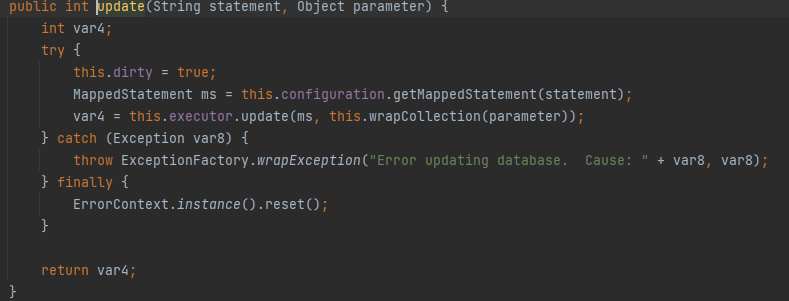 public int update(String statement, Object parameter) {
    int var4;
    try {
        this.dirty = true;
        MappedStatement ms = this.configuration.getMappedStatement(statement);
        var4 = this.executor.update(ms, this.wrapCollection(parameter));
    } catch (Exception var8) {
        throw ExceptionFactory.wrapException("Error updating database.  Cause: " + var8, var8);
    } finally {
        ErrorContext.instance().reset();
    }

    return var4;
}